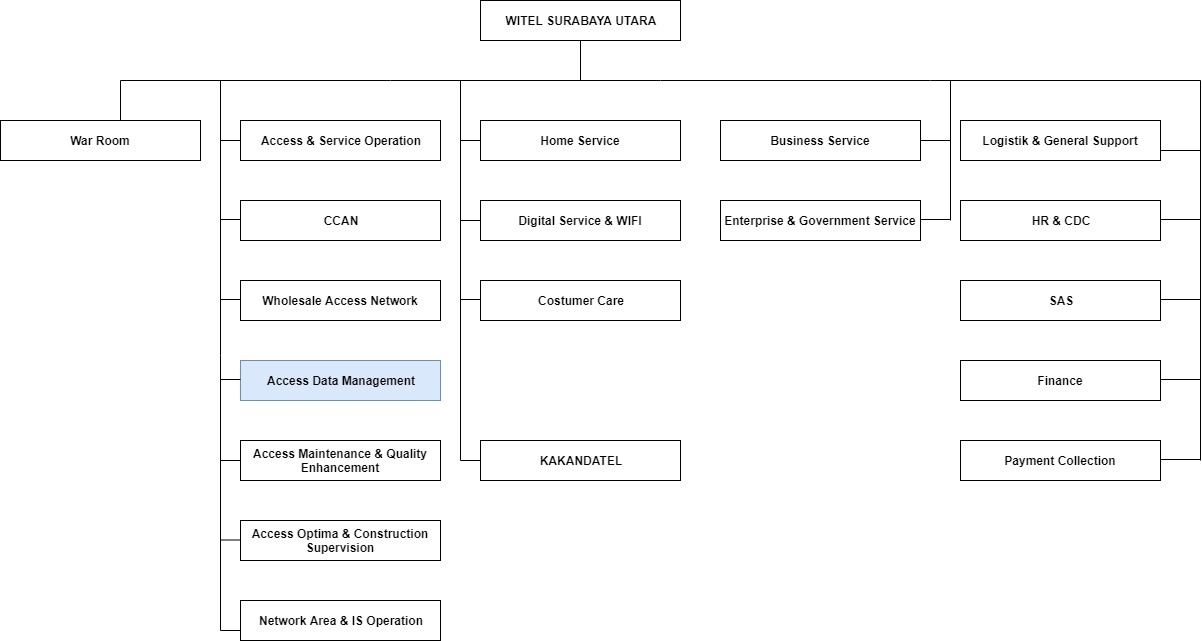 WITEL SURABAYA UTARA
War Room
Access & Service Operation
Home Service
Business Service
Logistik & General Support
CCAN
Digital Service & WIFI
Enterprise & Government Service
HR & CDC
Wholesale Access Network
Costumer Care
SAS
Access Data Management
Finance
Access Maintenance & Quality
Enhancement
KAKANDATEL
Payment Collection
Access Optima & Construction
Supervision
Network Area & IS Operation